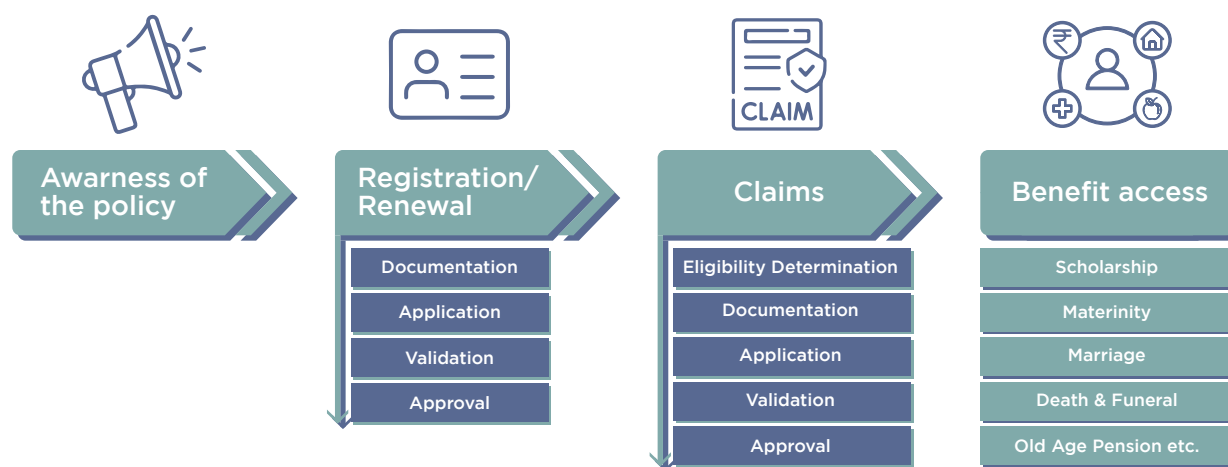 CLAIM
Awarness of
the policy
Registration/
Renewal
Claims
Benefit access
Documentation
Application
Validation
Approval
Eligibility Determination
Documentation
Application
Validation
Approval
Scholarship
Materinity
Marriage
Death & Funeral
Old Age Pension etc.